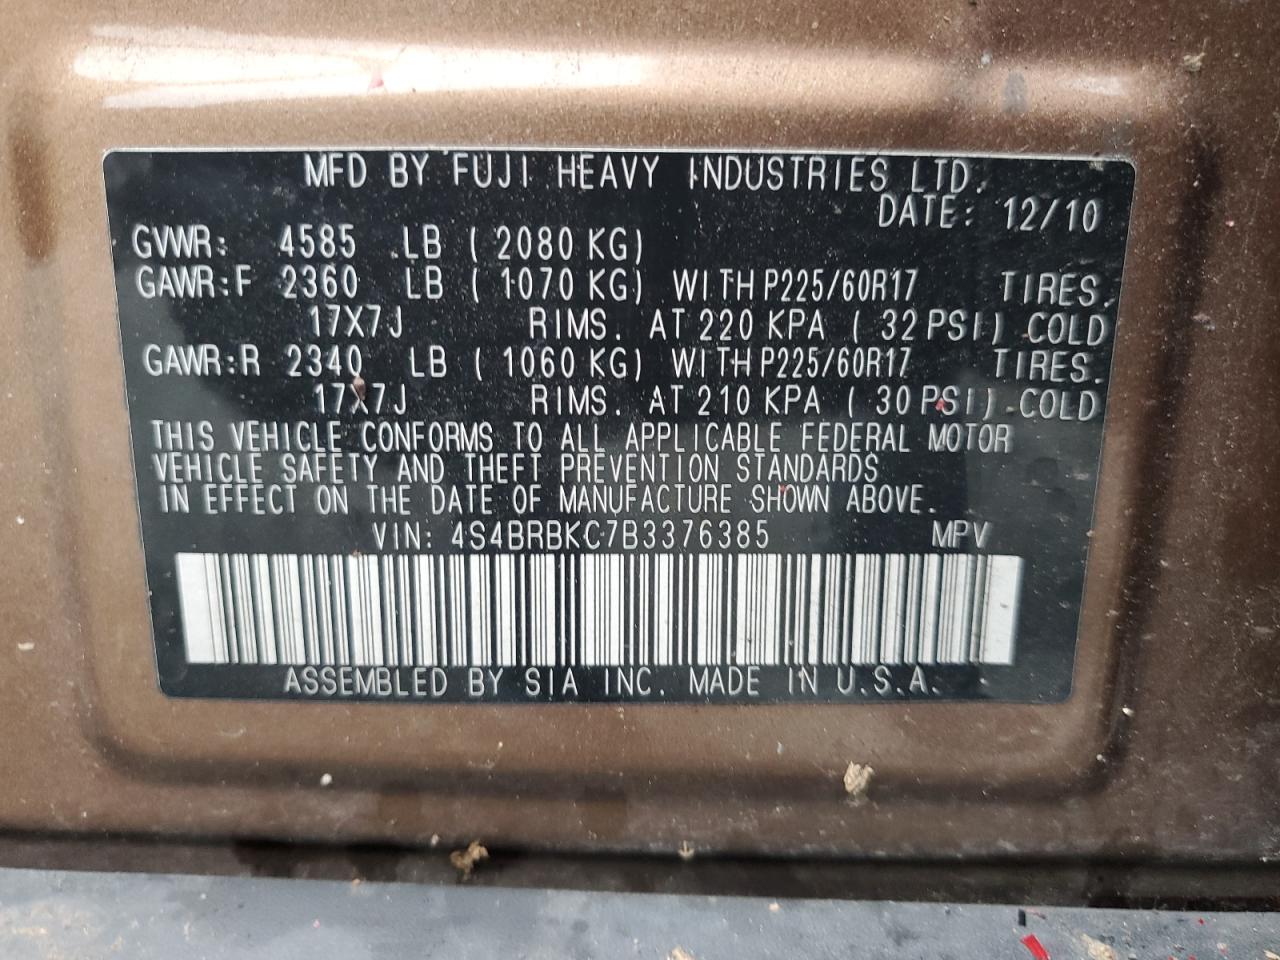 MFD BY FUJI HEAVY INDUSTRIES LTD.
DATE: 12/10
GVWR: 4585 LB ( 2080 KG)
GAWR:F 2360 LB ( 1070 KG) WITH P225/60R17 TIRES.
17X7J RIMS. AT 220 KPA ( 32 PSI) COLD
GAWR:R 2340 LB ( 1060 KG) WITH P225/60R17 TIRES.
17X7J RIMS. AT 210 KPA ( 30 PSI) COLD
THIS VEHICLE CONFORMS TO ALL APPLICABLE FEDERAL MOTOR
VEHICLE SAFETY AND THEFT PREVENTION STANDARDS
IN EFFECT ON THE DATE OF MANUFACTURE SHOWN ABOVE.
VIN: 4S4BRBKC7B3376385 MPV
ASSEMBLED BY SIA INC. MADE IN U.S.A.